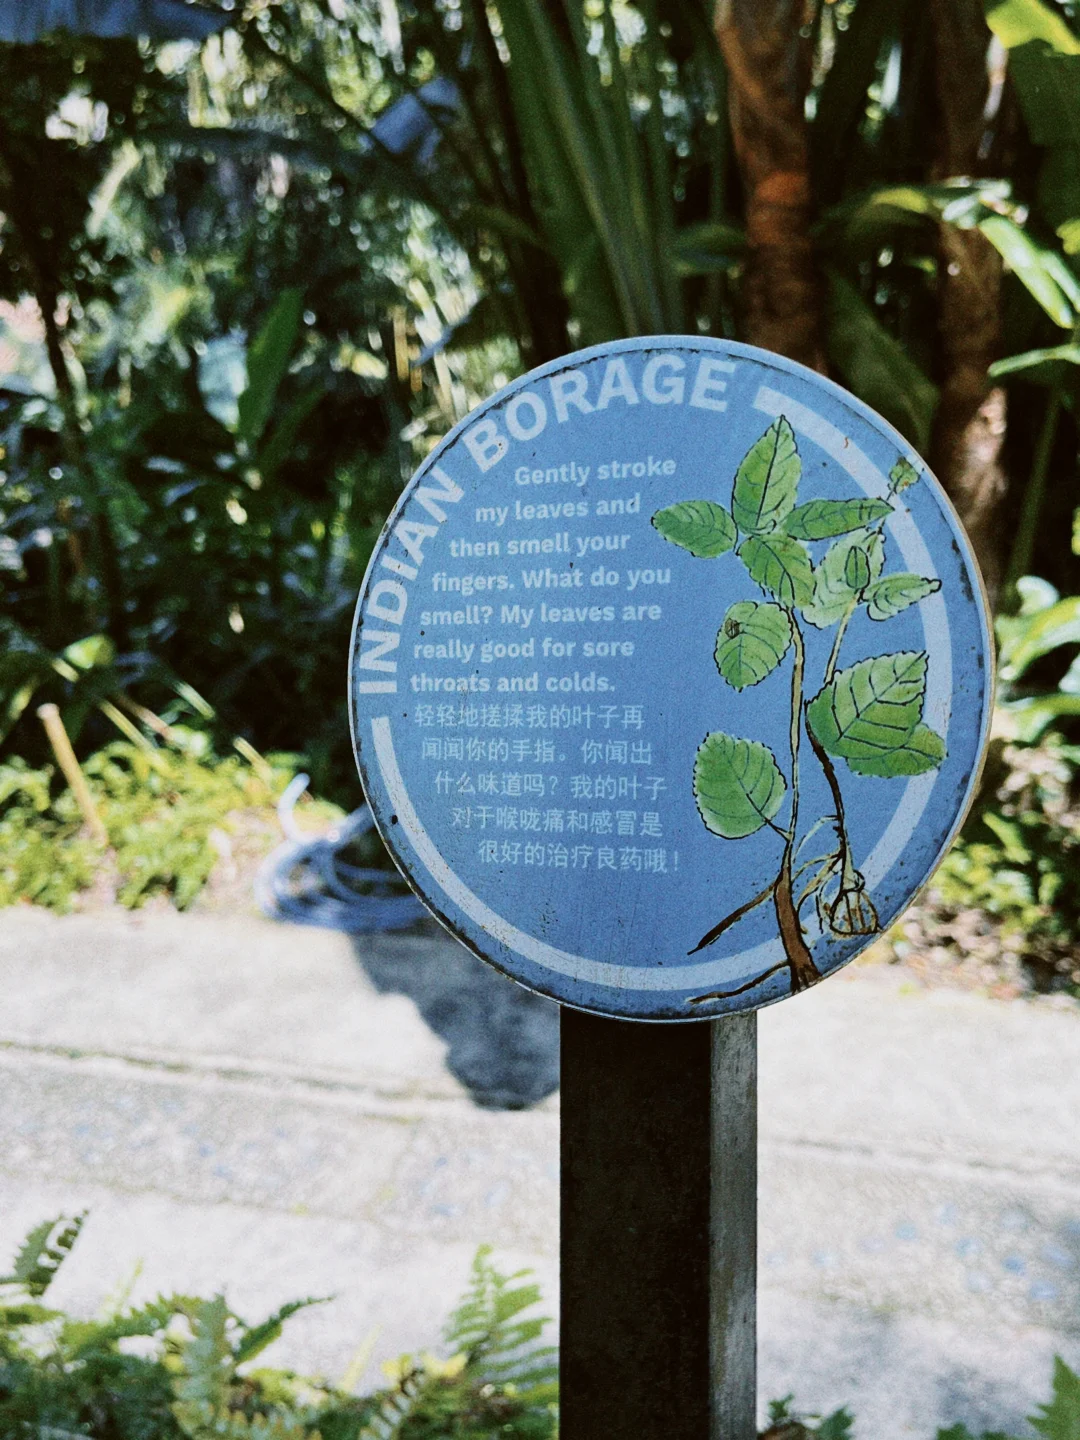 INDIAN BORAGE
Gently stroke
my leaves and
then smell your
fingers. What do you
smell? My leaves are
really good for sore
throats and colds.
轻轻地搓揉我的叶子再
闻闻你的手指。你闻出
什么味道吗？我的叶子
对于喉咙痛和感冒是
很好的治疗良药哦！